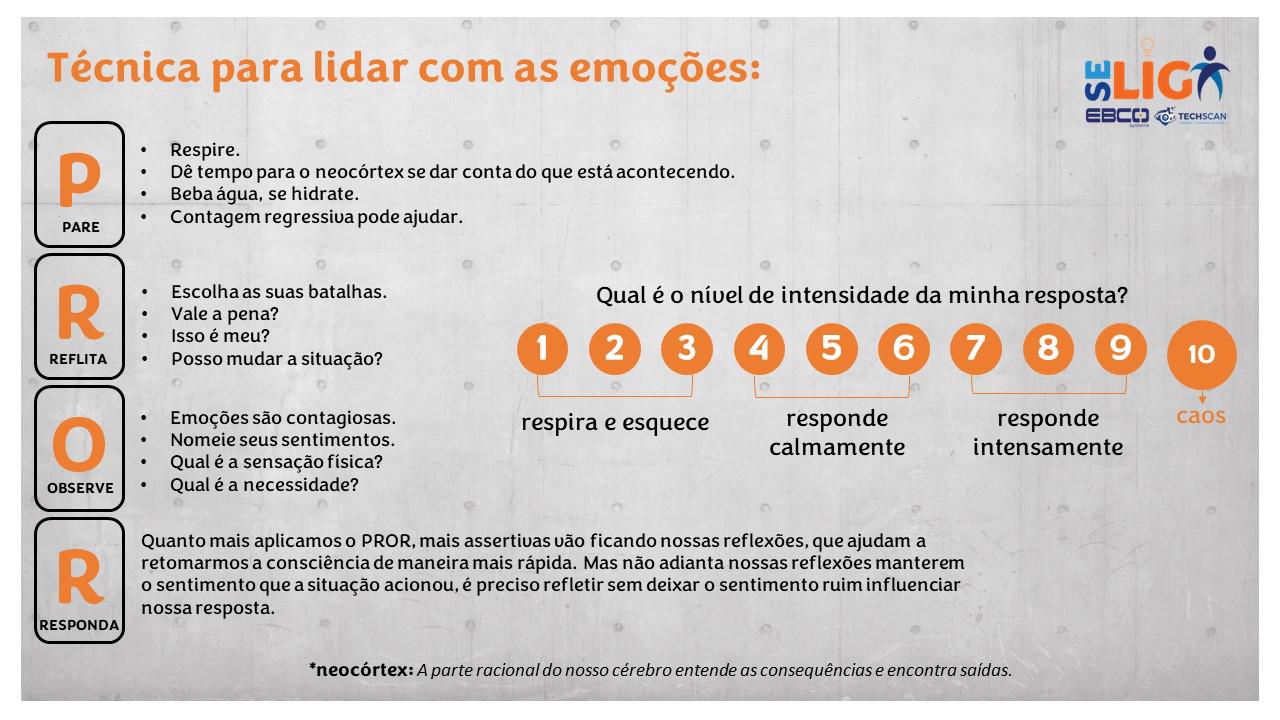 Técnica para lidar com as emoções:
SE LIG
EBCO
systems
TECHSCAN
P
PARE
• Respire.
• Dê tempo para o neocórtex se dar conta do que está acontecendo.
• Beba água, se hidrate.
• Contagem regressiva pode ajudar.
R
REFLITA
• Escolha as suas batalhas.
• Vale a pena?
• Isso é meu?
• Posso mudar a situação?
Qual é o nível de intensidade da minha resposta?
1 2 3 4 5 6 7 8 9 10
respira e esquece
responde
calmamente
responde
intensamente
caos
O
OBSERVE
• Emoções são contagiosas.
• Nomeie seus sentimentos.
• Qual é a sensação física?
• Qual é a necessidade?
R
RESPONDA
Quanto mais aplicamos o PROR, mais assertivas vão ficando nossas reflexões, que ajudam a
retomarmos a consciência de maneira mais rápida. Mas não adianta nossas reflexões manterem
o sentimento que a situação acionou, é preciso refletir sem deixar o sentimento ruim influenciar
nossa resposta.
*neocórtex: A parte racional do nosso cérebro entende as consequências e encontra saídas.